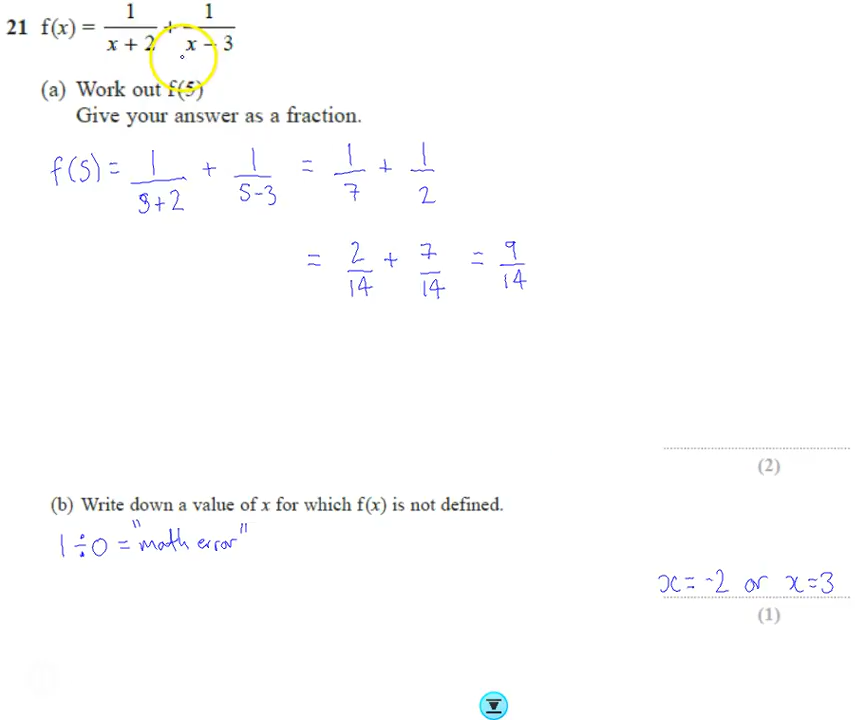 21 f(x) = 1/(x + 2) + 1/(x − 3)
(a) Work out f(5)
Give your answer as a fraction.
f(5) = 1/(5+2) + 1/(5-3) = 1/7 + 1/2
= 2/14 + 7/14 = 9/14
(2)
(b) Write down a value of x for which f(x) is not defined.
1 ÷ 0 = "math error"
x = -2 or x = 3
(1)